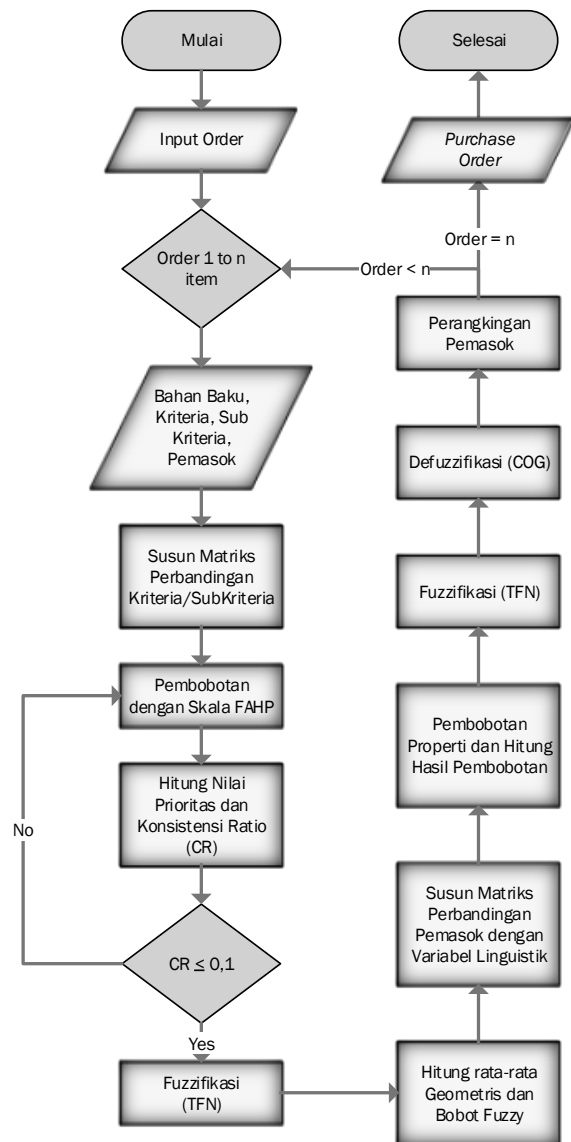 Mulai
Input Order
Order 1 to n
item
Bahan Baku,
Kriteria, Sub
Kriteria,
Pemasok
Susun Matriks
Perbandingan
Kriteria/SubKriteria
Pembobotan
dengan Skala FAHP
Hitung Nilai
Prioritas dan
Konsistensi Ratio
(CR)
No
CR ≤ 0,1
Yes
Fuzzifikasi
(TFN)
Hitung rata-rata
Geometris dan
Bobot Fuzzy
Susun Matriks
Perbandingan
Pemasok dengan
Variabel Linguistik
Pembobotan
Properti dan Hitung
Hasil Pembobotan
Fuzzifikasi (TFN)
Defuzzifikasi (COG)
Perangkingan
Pemasok
Order < n
Order = n
Purchase
Order
Selesai